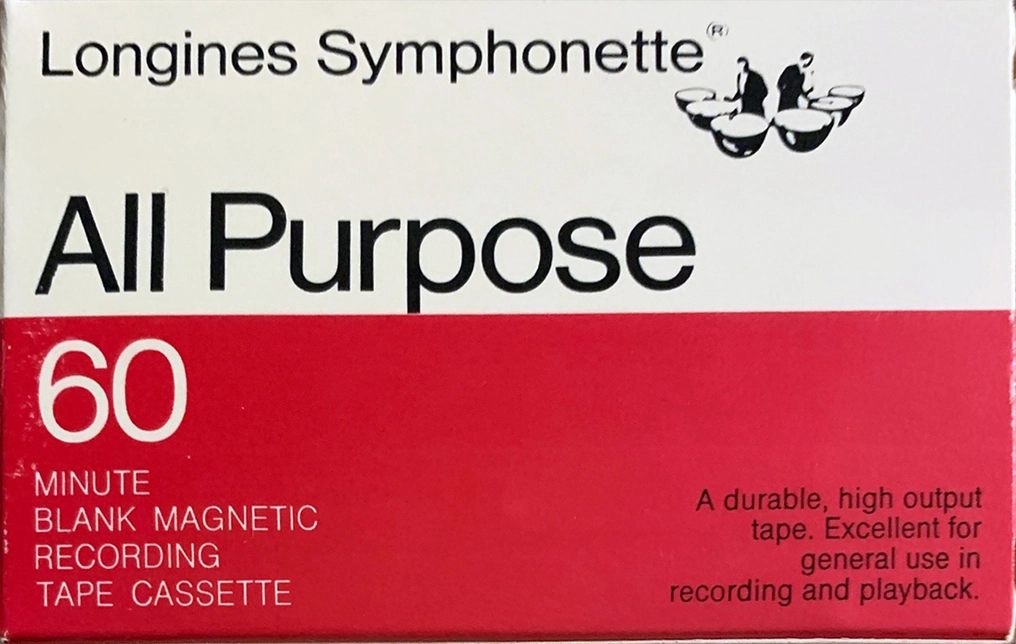 Longines Symphonette®
All Purpose
60
MINUTE
BLANK MAGNETIC
RECORDING
TAPE CASSETTE
A durable, high output
tape. Excellent for
general use in
recording and playback.